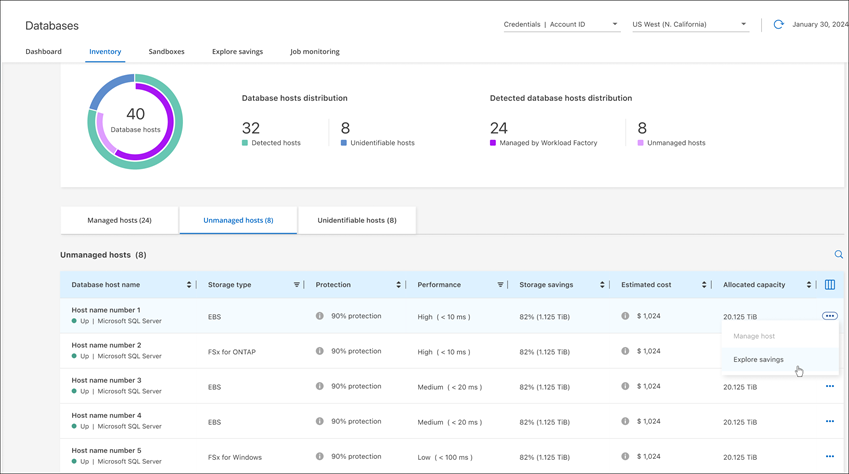 Databases
Credentials | Account ID
US West (N. California)
January 30, 2024
Dashboard
Inventory
Sandboxes
Explore savings
Job monitoring
40
Database hosts
Database hosts distribution
32
Detected hosts
8
Unidentifiable hosts
Detected database hosts distribution
24
Managed by Workload Factory
8
Unmanaged hosts
Managed hosts (24)
Unmanaged hosts (8)
Unidentifiable hosts (8)
Unmanaged hosts (8)
Database host name
Storage type
Protection
Performance
Storage savings
Estimated cost
Allocated capacity
Host name number 1
Up | Microsoft SQL Server
EBS
90% protection
High ( < 10 ms )
82% (1.125 TiB)
$ 1,024
20.125 TiB
Manage host
Explore savings
Host name number 2
Up | Microsoft SQL Server
FSx for ONTAP
90% protection
High ( < 10 ms )
82% (1.125 TiB)
$ 1,024
Host name number 3
Up | Microsoft SQL Server
EBS
90% protection
Medium ( < 20 ms )
82% (1.125 TiB)
$ 1,024
20.125 TiB
Host name number 4
Up | Microsoft SQL Server
EBS
90% protection
Medium ( < 20 ms )
82% (1.125 TiB)
$ 1,024
20.125 TiB
Host name number 5
Up | Microsoft SQL Server
FSx for Windows
90% protection
Low ( < 100 ms )
82% (1.125 TiB)
$ 1,024
20.125 TiB